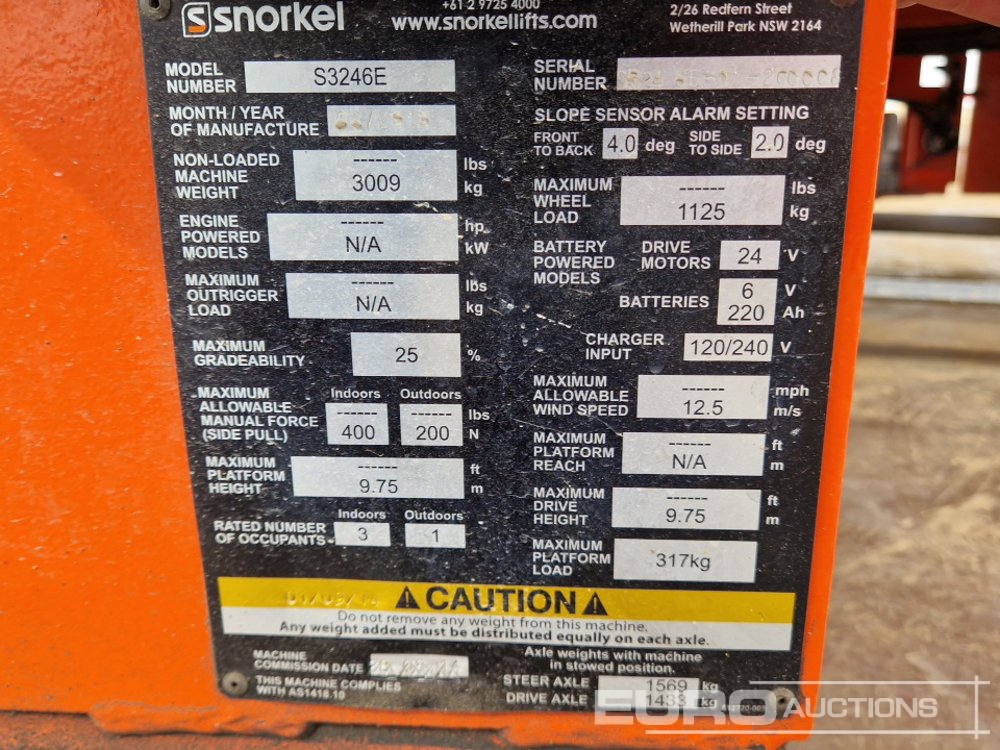 snorkel
+61 2 9725 4000
www.snorkellifts.com
2/26 Redfern Street
Wetherill Park NSW 2164
MODEL NUMBER S3246E
MONTH / YEAR OF MANUFACTURE
NON-LOADED MACHINE WEIGHT ------ lbs 3009 kg
ENGINE POWERED MODELS ------ hp N/A kW
MAXIMUM OUTRIGGER LOAD ------ lbs N/A kg
MAXIMUM GRADEABILITY 25 %
Indoors Outdoors
MAXIMUM ALLOWABLE MANUAL FORCE (SIDE PULL) ------ ------ lbs 400 200 N
MAXIMUM PLATFORM HEIGHT ------ ft 9.75 m
Indoors Outdoors
RATED NUMBER OF OCCUPANTS 3 1
SERIAL NUMBER
SLOPE SENSOR ALARM SETTING
FRONT TO BACK 4.0 deg SIDE TO SIDE 2.0 deg
MAXIMUM WHEEL LOAD ------ lbs 1125 kg
BATTERY POWERED MODELS DRIVE MOTORS 24 V
BATTERIES 6 V 220 Ah
CHARGER INPUT 120/240 V
MAXIMUM ALLOWABLE WIND SPEED ------ mph 12.5 m/s
MAXIMUM PLATFORM REACH ------ ft N/A m
MAXIMUM DRIVE HEIGHT ------ ft 9.75 m
MAXIMUM PLATFORM LOAD 317kg
CAUTION
Do not remove any weight from this machine.
Any weight added must be distributed equally on each axle.
MACHINE COMMISSION DATE
THIS MACHINE COMPLIES WITH AS1418.10
Axle weights with machine in stowed position.
STEER AXLE 1569 kg
DRIVE AXLE 1433 kg
EURO AUCTIONS